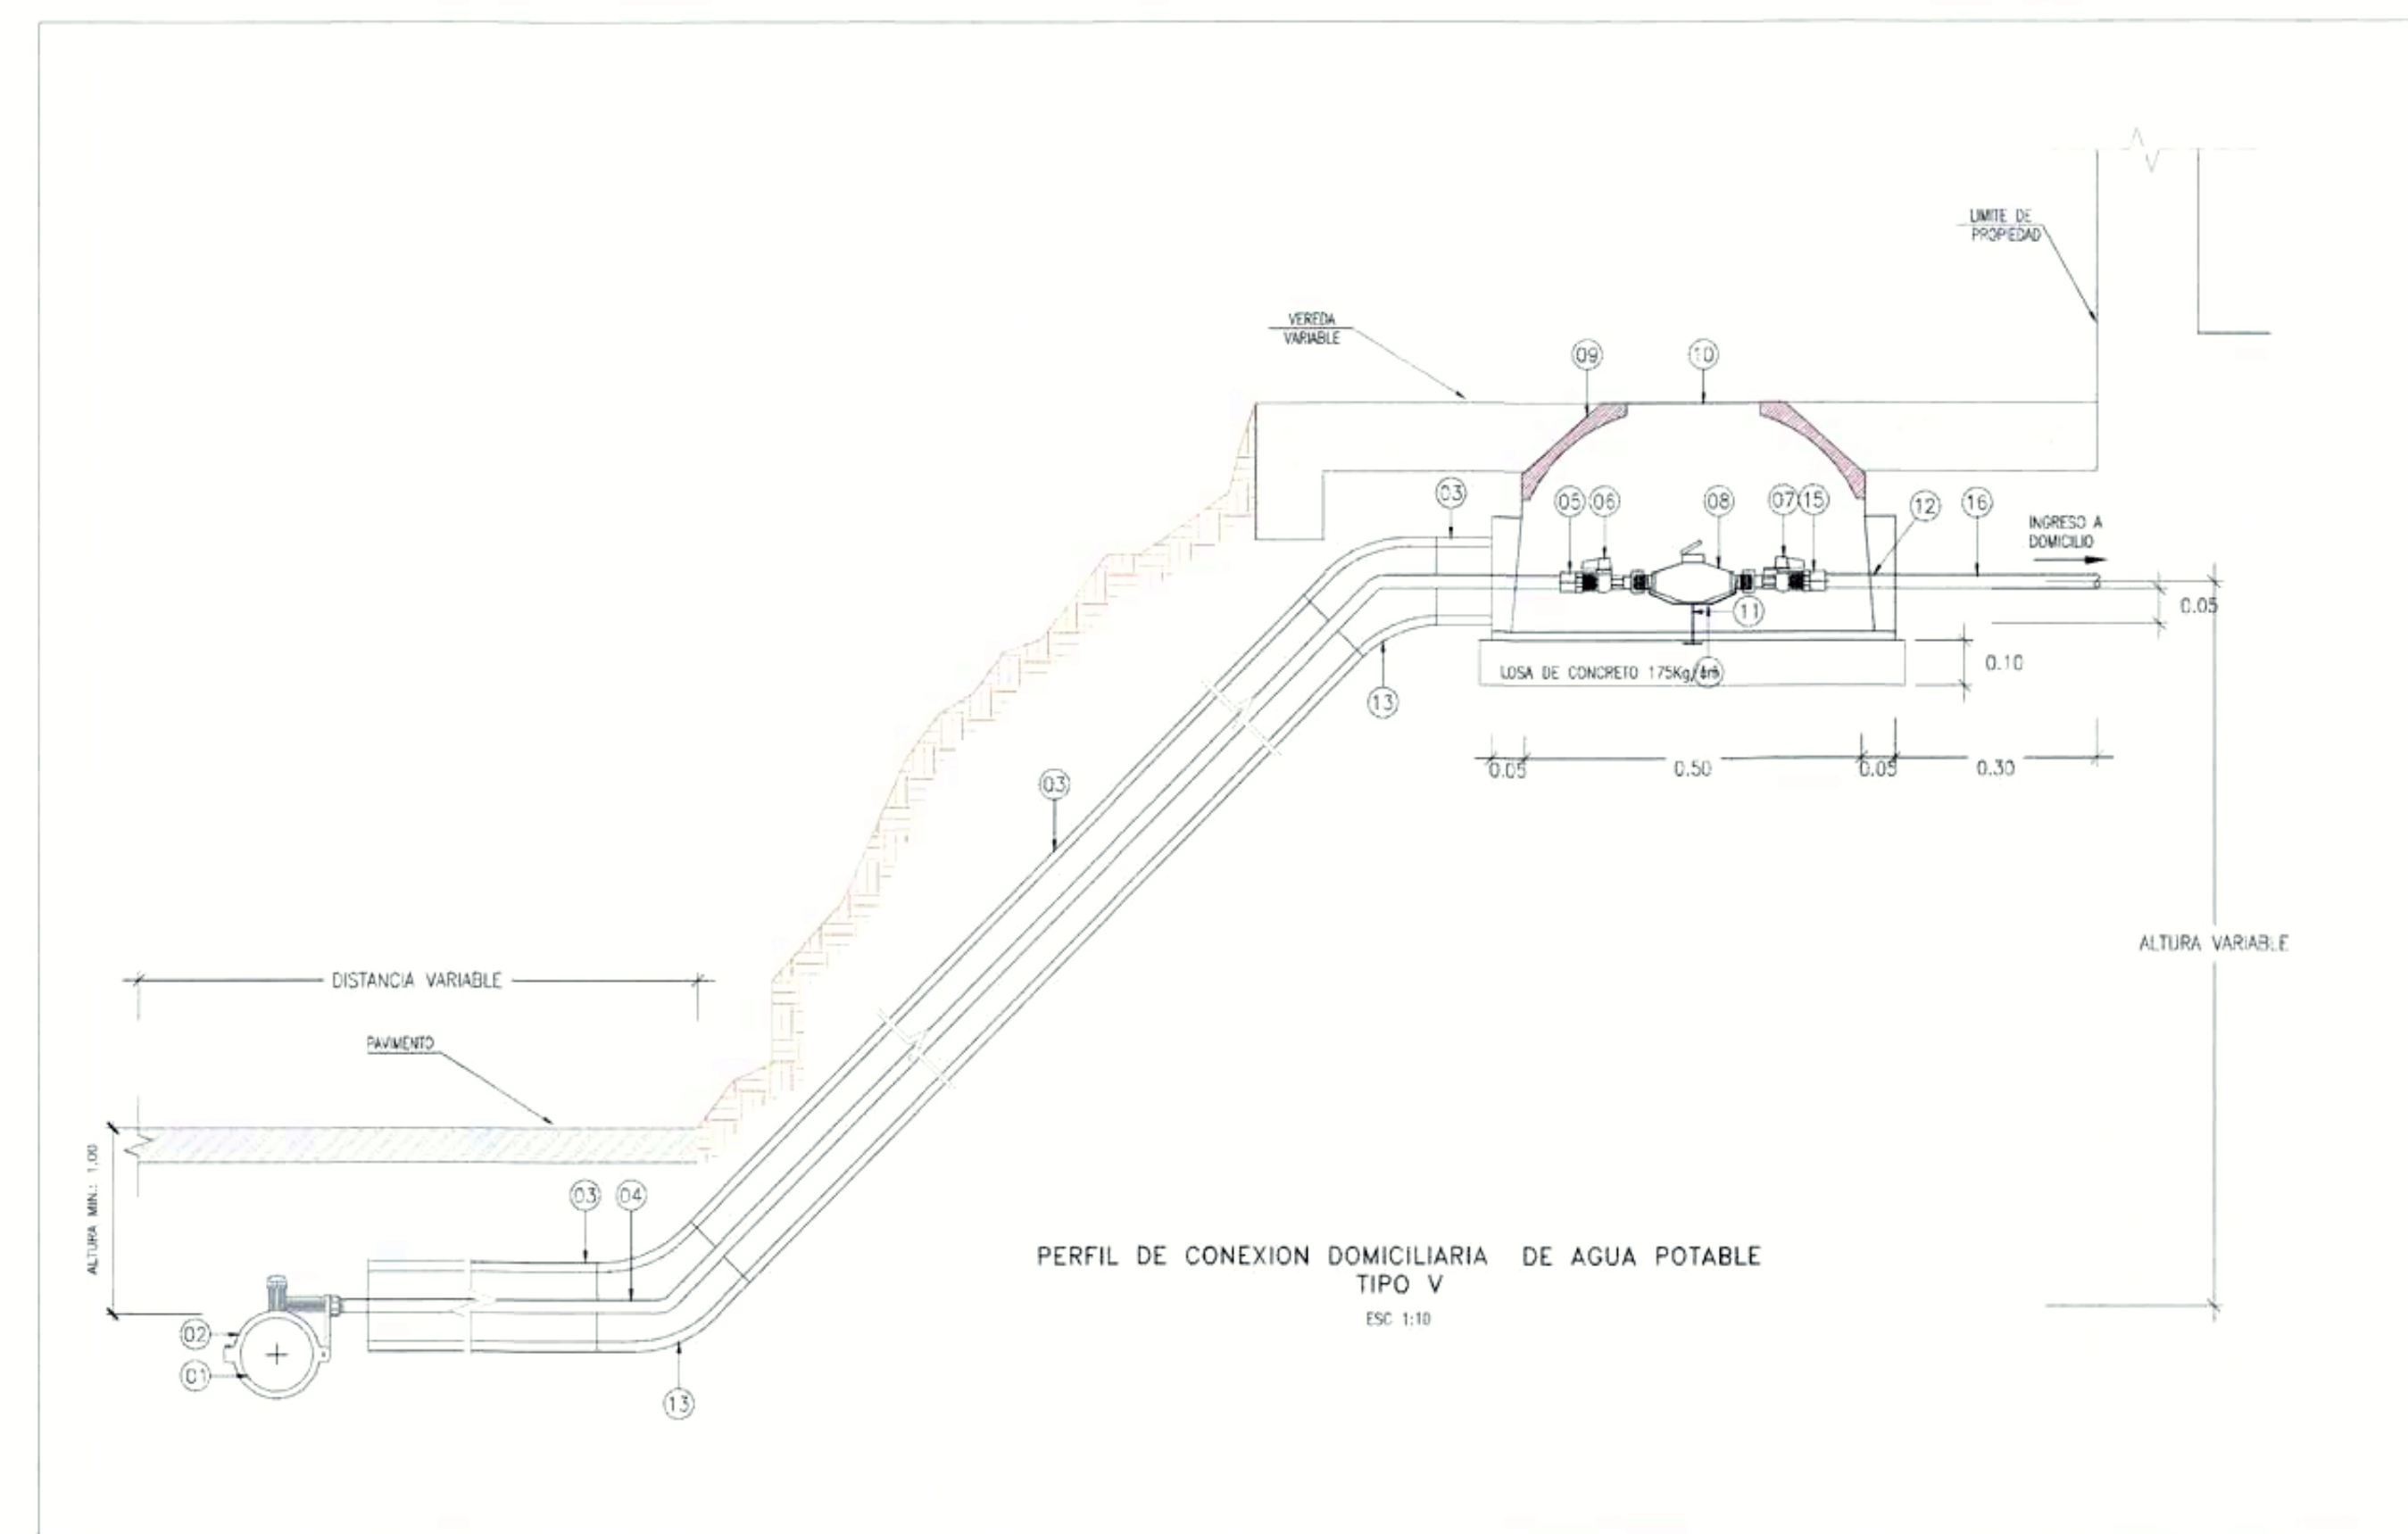 LIMITE DE
PROPIEDAD
VEREDA
VARIABLE
09
10
03
05
06
08
07
15
12
16
INGRESO A
DOMICILIO
0.05
11
LOSA DE CONCRETO 175Kg/
0.10
13
0.05
0.50
0.05
0.30
03
ALTURA VARIABLE
DISTANCIA VARIABLE
PAVIMENTO
ALTURA MIN.: 1.00
03
04
02
01
13
PERFIL DE CONEXION DOMICILIARIA DE AGUA POTABLE
TIPO V
ESC 1:10